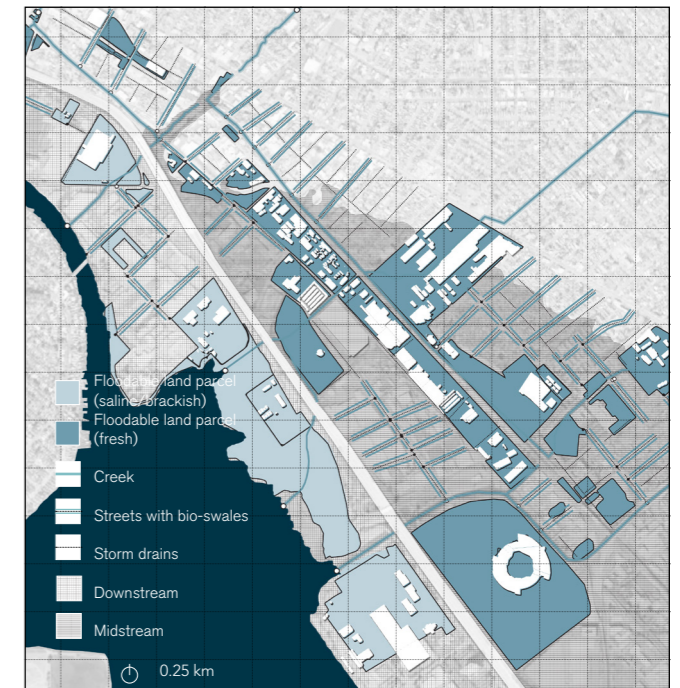 Floodable land parcel
(saline/brackish)
Floodable land parcel
(fresh)
Creek
Streets with bio-swales
Storm drains
Downstream
Midstream
0.25 km